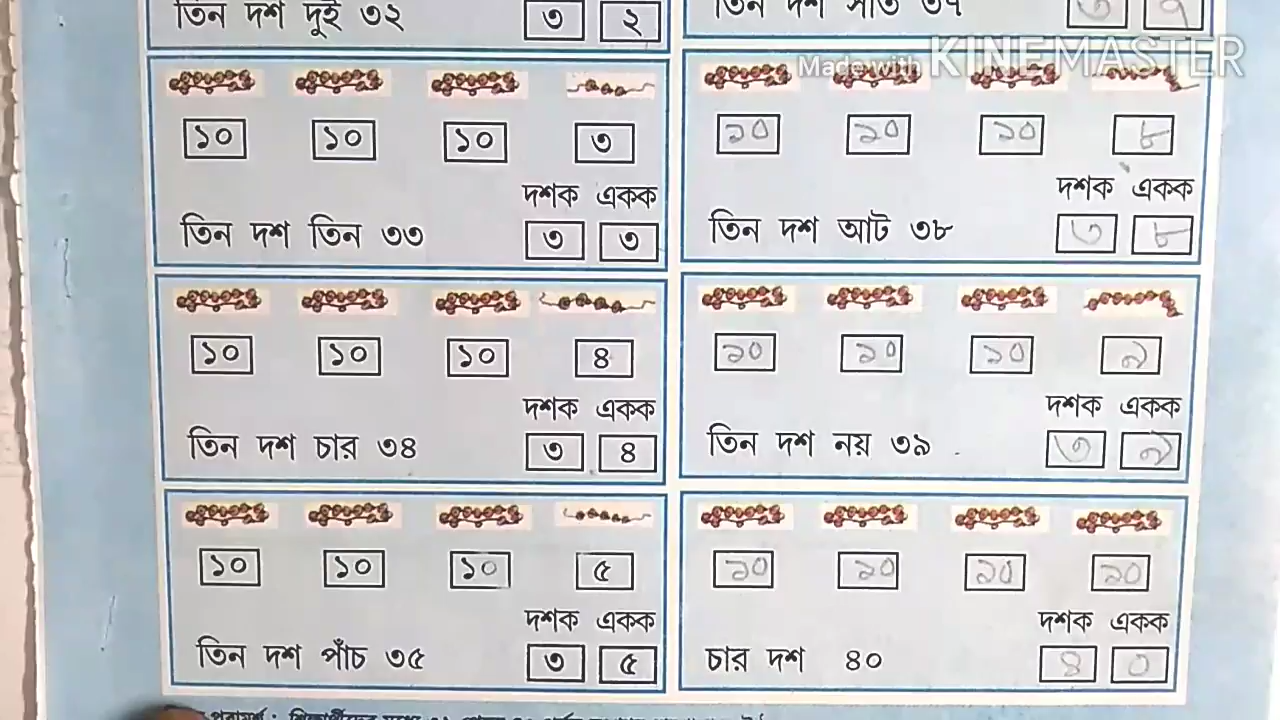 তিন দশ দুই ৩২ ৩ ২
তিন দশ সাত ৩৭ ৩ ৭
Made with KINEMASTER
১০ ১০ ১০ ৩
দশক একক
তিন দশ তিন ৩৩ ৩ ৩
১০ ১০ ১০ ৮
দশক একক
তিন দশ আট ৩৮ ৩ ৮
১০ ১০ ১০ ৪
দশক একক
তিন দশ চার ৩৪ ৩ ৪
১০ ১০ ১০ ৯
দশক একক
তিন দশ নয় ৩৯ ৩ ৯
১০ ১০ ১০ ৫
দশক একক
তিন দশ পাঁচ ৩৫ ৩ ৫
১০ ১০ ১০ ১০
দশক একক
চার দশ ৪০ ৪ ০